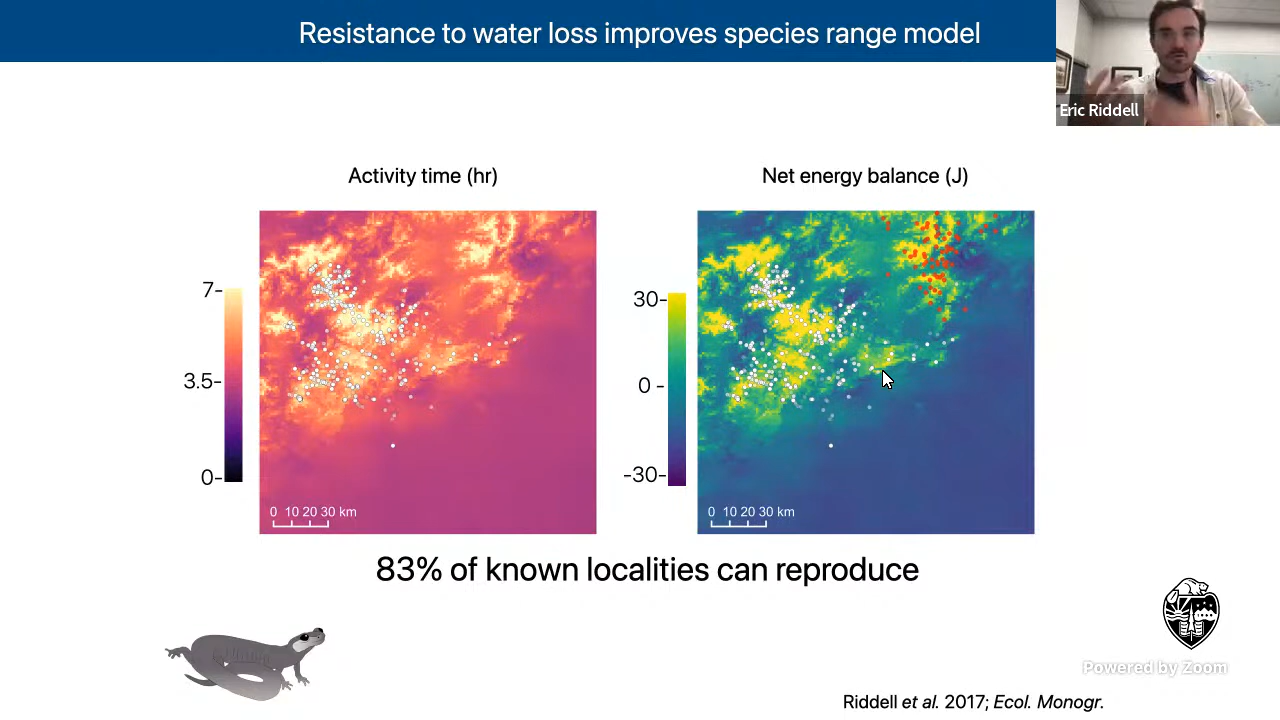 Resistance to water loss improves species range model
Eric Riddell
Activity time (hr)
Net energy balance (J)
7-
3.5-
0-
30-
0 -
-30-
0 10 20 30 km
0 10 20 30 km
83% of known localities can reproduce
Powered by Zoom
Riddell et al. 2017; Ecol. Monogr.